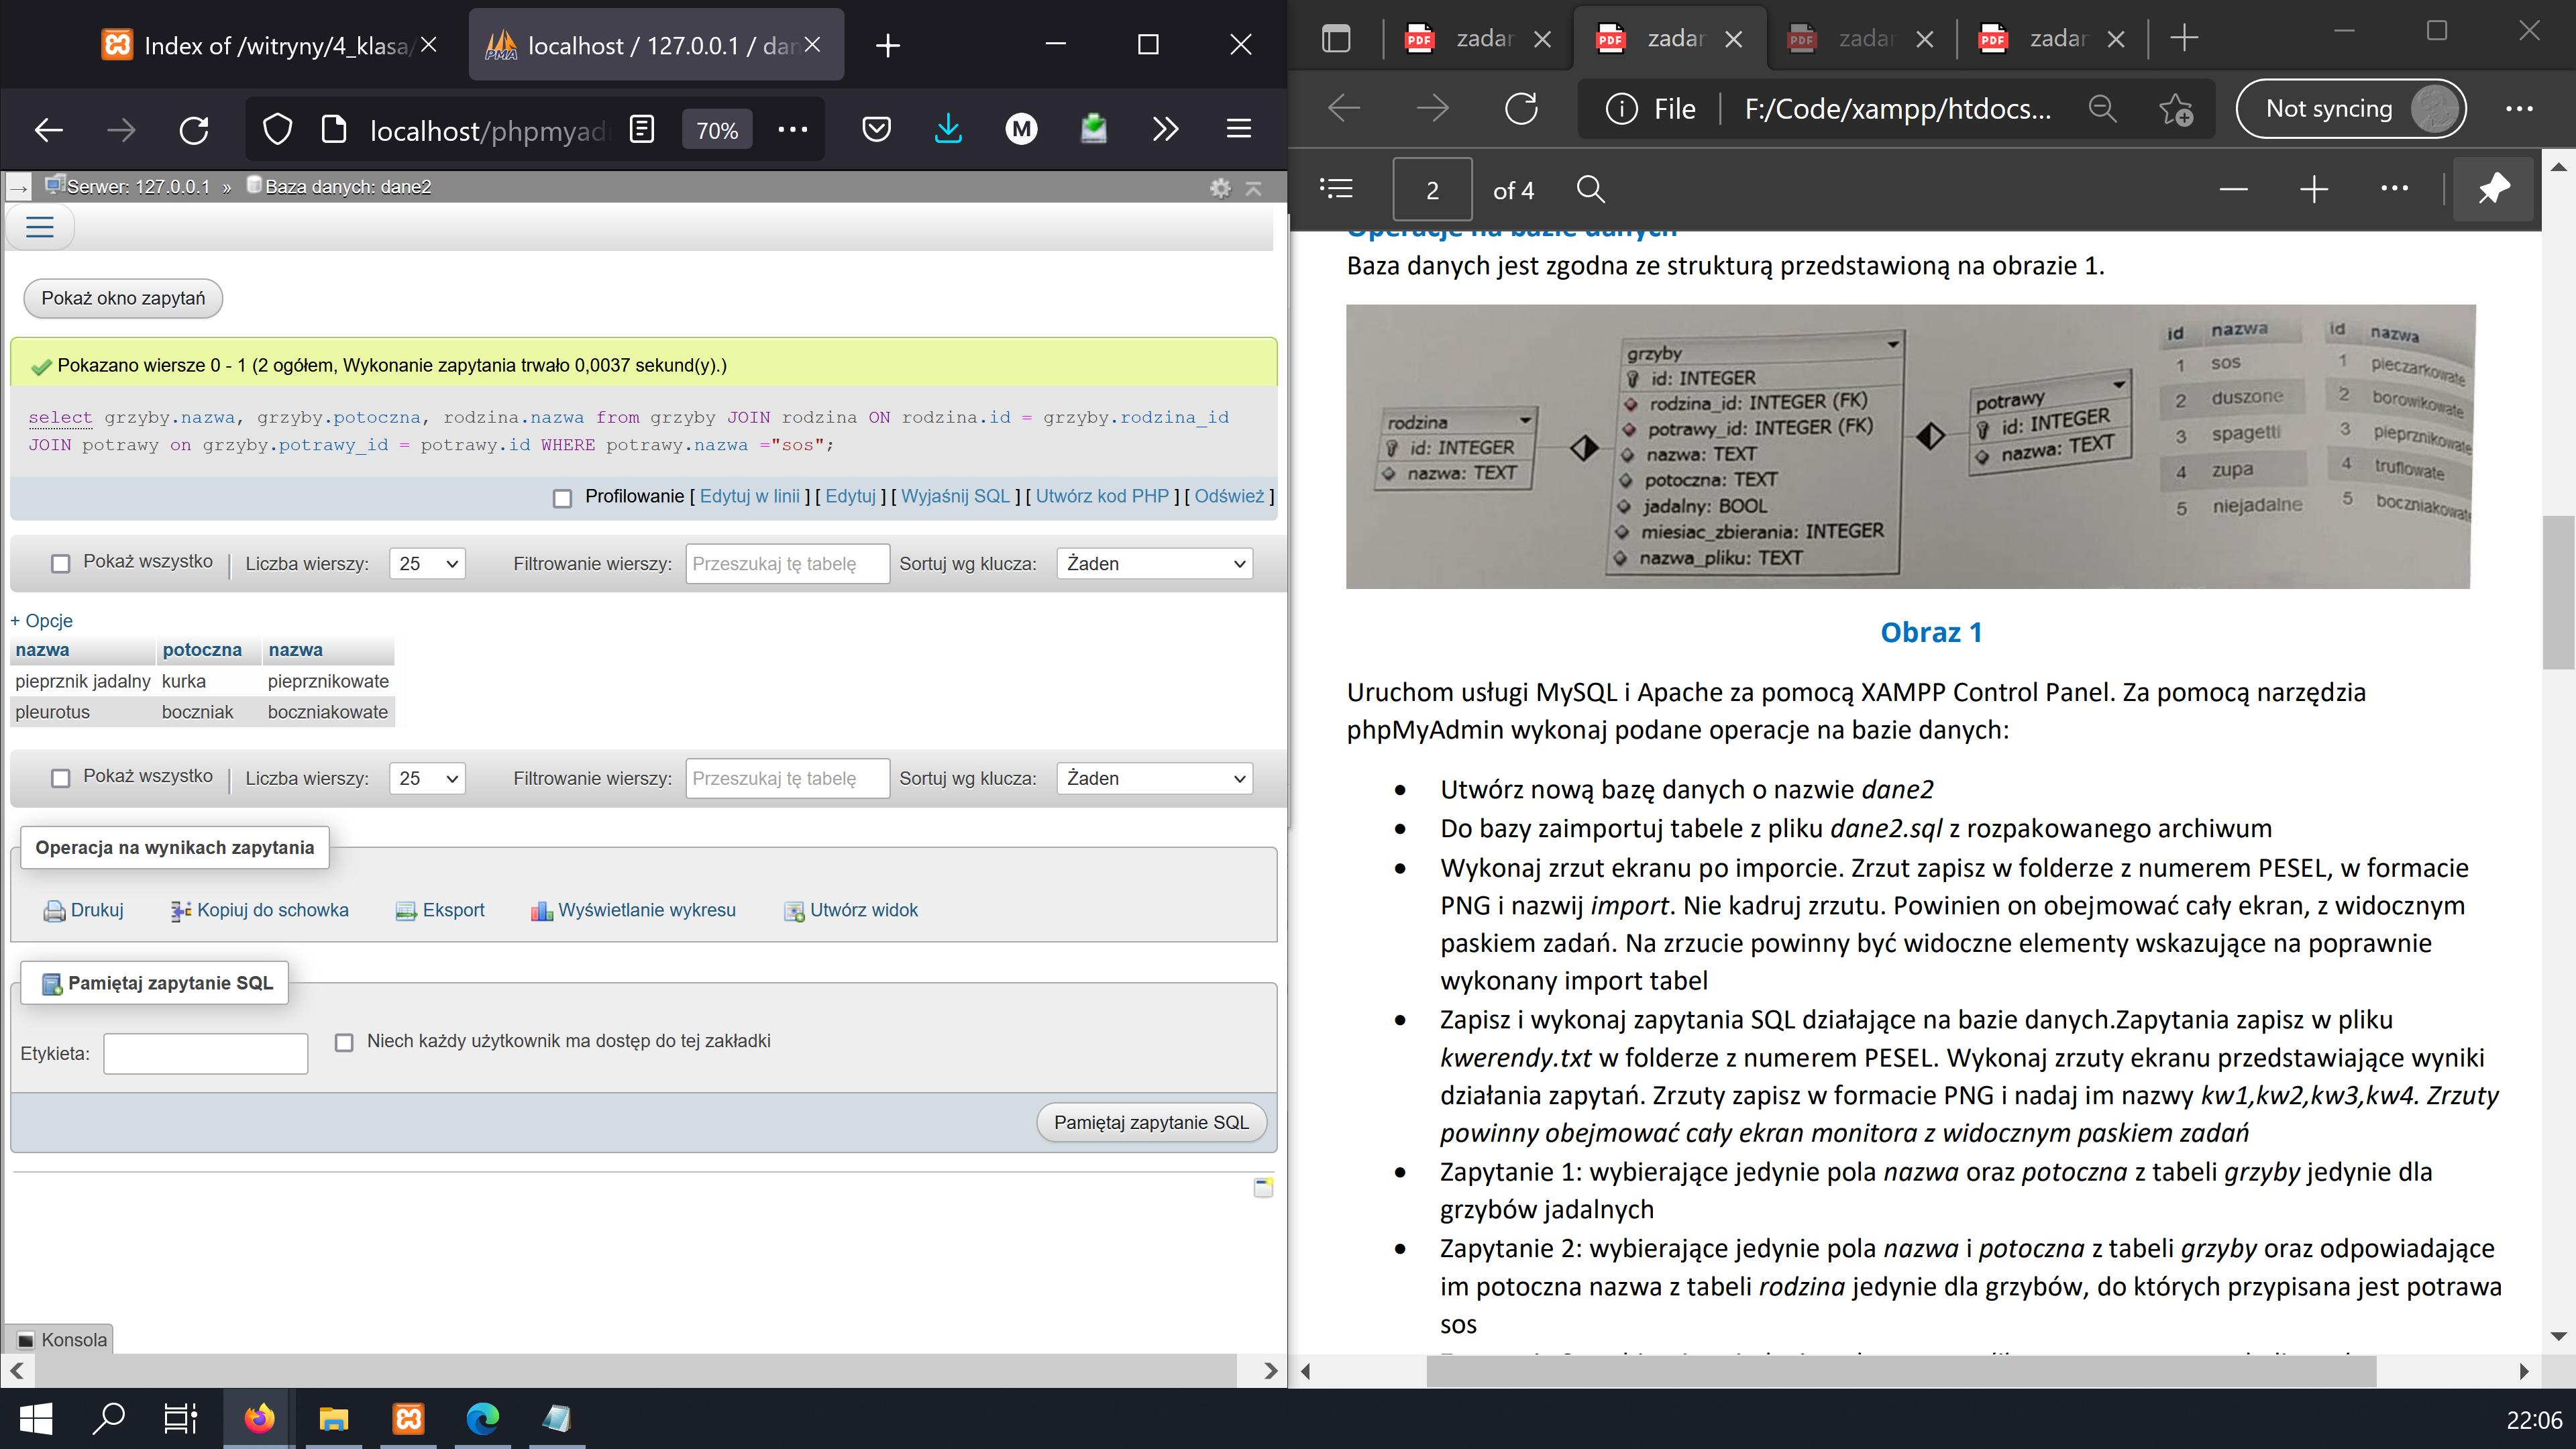 Index of /witryny/4_klasa/
localhost / 127.0.0.1 / dan
localhost/phpmyad
70%
Serwer: 127.0.0.1 » Baza danych: dane2
Pokaż okno zapytań
Pokazano wiersze 0 - 1 (2 ogółem, Wykonanie zapytania trwało 0,0037 sekund(y).)
select grzyby.nazwa, grzyby.potoczna, rodzina.nazwa from grzyby JOIN rodzina ON rodzina.id = grzyby.rodzina_id
JOIN potrawy on grzyby.potrawy_id = potrawy.id WHERE potrawy.nazwa ="sos";
Profilowanie [ Edytuj w linii ] [ Edytuj ] [ Wyjaśnij SQL ] [ Utwórz kod PHP ] [ Odśwież ]
Pokaż wszystko Liczba wierszy: 25 Filtrowanie wierszy: Przeszukaj tę tabelę Sortuj wg klucza: Żaden
+ Opcje
nazwa potoczna nazwa
pieprznik jadalny kurka pieprznikowate
pleurotus boczniak boczniakowate
Pokaż wszystko Liczba wierszy: 25 Filtrowanie wierszy: Przeszukaj tę tabelę Sortuj wg klucza: Żaden
Operacja na wynikach zapytania
Drukuj Kopiuj do schowka Eksport Wyświetlanie wykresu Utwórz widok
Pamiętaj zapytanie SQL
Etykieta: Niech każdy użytkownik ma dostęp do tej zakładki
Pamiętaj zapytanie SQL
Konsola
PDF zadar
PDF zadar
PDF zadar
PDF zadar
File F:/Code/xampp/htdocs... Not syncing
2 of 4
Operacje na bazie danych
Baza danych jest zgodna ze strukturą przedstawioną na obrazie 1.
rodzina
id: INTEGER
nazwa: TEXT
grzyby
id: INTEGER
rodzina_id: INTEGER (FK)
potrawy_id: INTEGER (FK)
nazwa: TEXT
potoczna: TEXT
jadalny: BOOL
miesiac_zbierania: INTEGER
nazwa_pliku: TEXT
potrawy
id: INTEGER
nazwa: TEXT
id nazwa
1 sos
2 duszone
3 spagetti
4 zupa
5 niejadalne
id nazwa
1 pieczarkowate
2 borowikowate
3 pieprznikowate
4 truflowate
5 boczniakowate
Obraz 1
Uruchom usługi MySQL i Apache za pomocą XAMPP Control Panel. Za pomocą narzędzia
phpMyAdmin wykonaj podane operacje na bazie danych:
• Utwórz nową bazę danych o nazwie dane2
• Do bazy zaimportuj tabele z pliku dane2.sql z rozpakowanego archiwum
• Wykonaj zrzut ekranu po imporcie. Zrzut zapisz w folderze z numerem PESEL, w formacie
PNG i nazwij import. Nie kadruj zrzutu. Powinien on obejmować cały ekran, z widocznym
paskiem zadań. Na zrzucie powinny być widoczne elementy wskazujące na poprawnie
wykonany import tabel
• Zapisz i wykonaj zapytania SQL działające na bazie danych.Zapytania zapisz w pliku
kwerendy.txt w folderze z numerem PESEL. Wykonaj zrzuty ekranu przedstawiające wyniki
działania zapytań. Zrzuty zapisz w formacie PNG i nadaj im nazwy kw1,kw2,kw3,kw4. Zrzuty
powinny obejmować cały ekran monitora z widocznym paskiem zadań
• Zapytanie 1: wybierające jedynie pola nazwa oraz potoczna z tabeli grzyby jedynie dla
grzybów jadalnych
• Zapytanie 2: wybierające jedynie pola nazwa i potoczna z tabeli grzyby oraz odpowiadające
im potoczna nazwa z tabeli rodzina jedynie dla grzybów, do których przypisana jest potrawa
sos
22:06